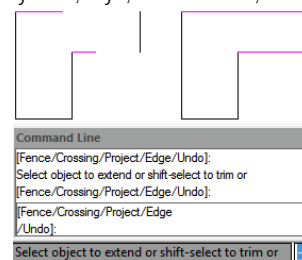 Command Line
[Fence/Crossing/Project/Edge/Undo]:
Select object to extend or shift-select to trim or
[Fence/Crossing/Project/Edge/Undo]:
[Fence/Crossing/Project/Edge
/Undo]:
Select object to extend or shift-select to trim or